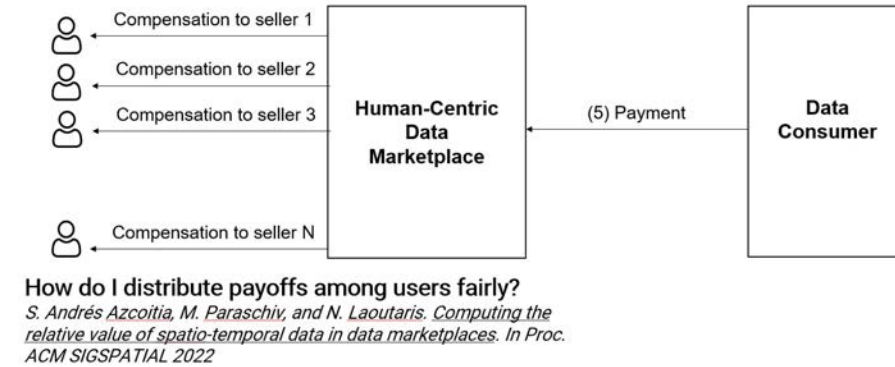 Compensation to seller 1
Compensation to seller 2
Compensation to seller 3
Compensation to seller N
Human-Centric
Data
Marketplace
(5) Payment
Data
Consumer
How do I distribute payoffs among users fairly?
S. Andrés Azcoitia, M. Paraschiv, and N. Laoutaris. Computing the
relative value of spatio-temporal data in data marketplaces. In Proc.
ACM SIGSPATIAL 2022